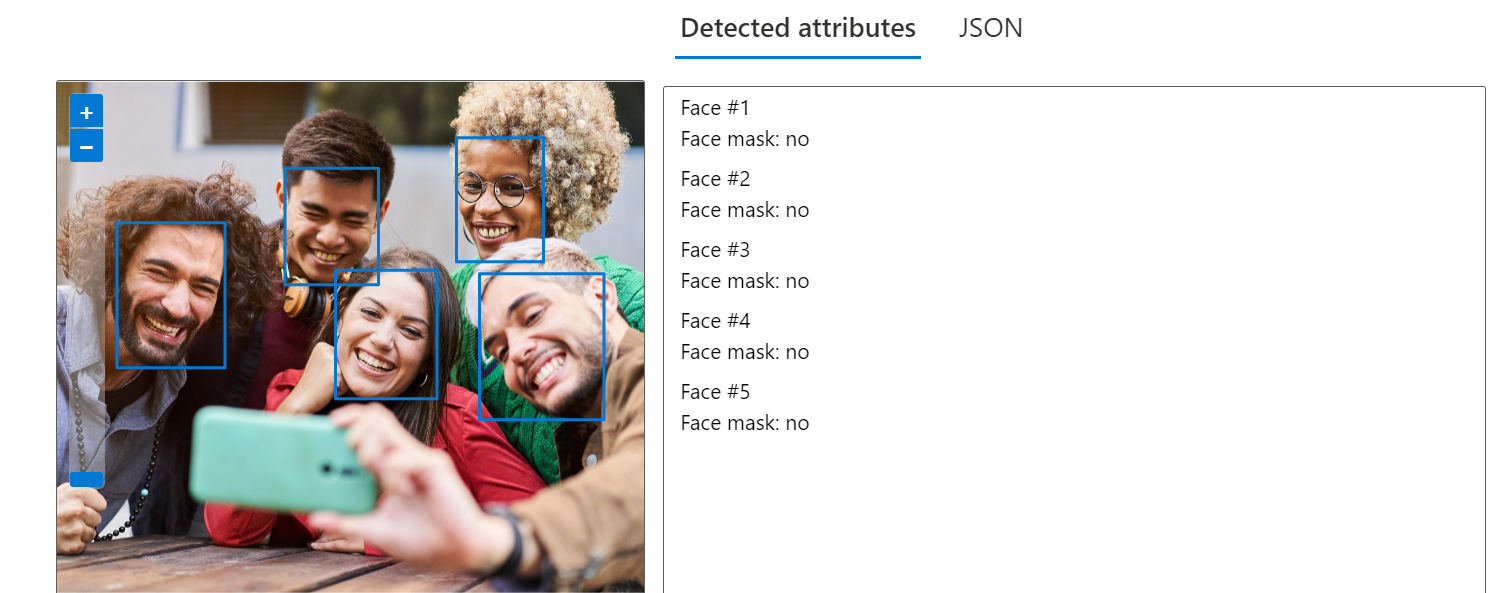 Detected attributes JSON
+
−
Face #1
Face mask: no
Face #2
Face mask: no
Face #3
Face mask: no
Face #4
Face mask: no
Face #5
Face mask: no